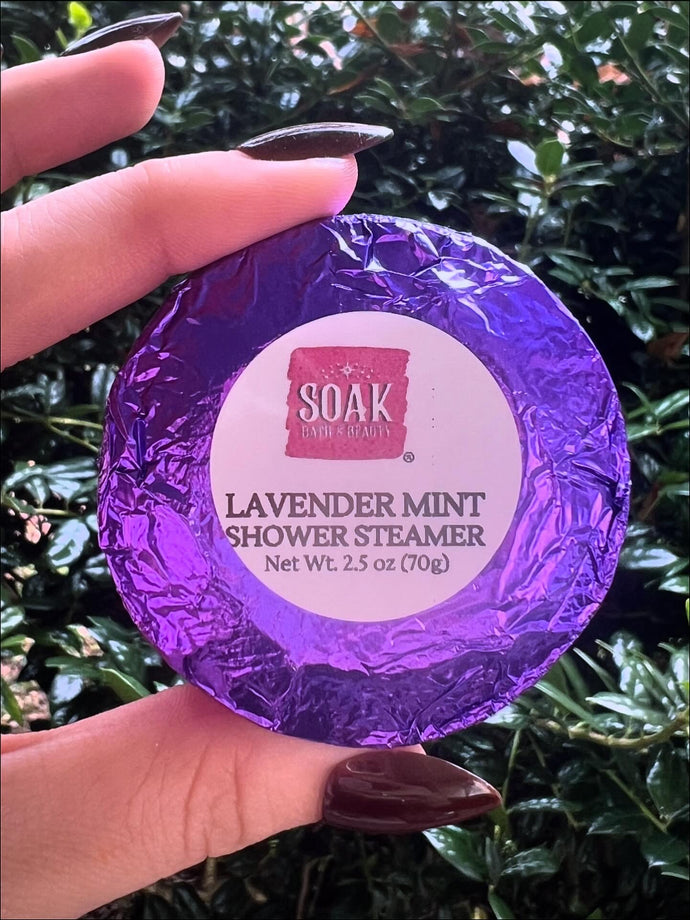 SOAK
BATH & BEAUTY
®
LAVENDER MINT
SHOWER STEAMER
Net Wt. 2.5 oz (70g)